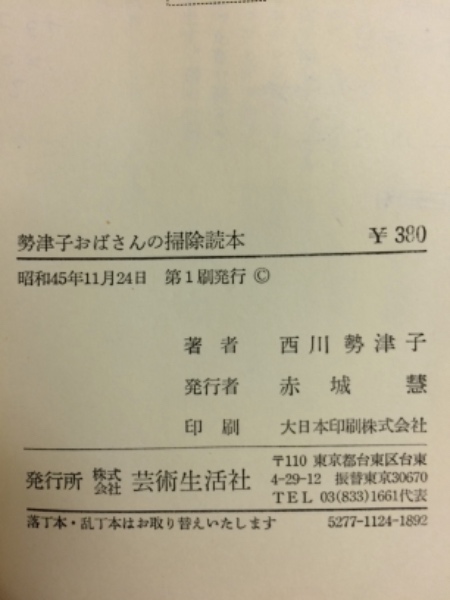 勢津子おばさんの掃除読本 ¥380
昭和45年11月24日 第1刷発行 ©
著者 西川勢津子
発行者 赤城慧
印刷 大日本印刷株式会社
発行所 株式会社 芸術生活社
〒110 東京都台東区台東
4-29-12 振替東京30670
TEL 03(833)1661代表
落丁本・乱丁本はお取り替えいたします 5277-1124-1892